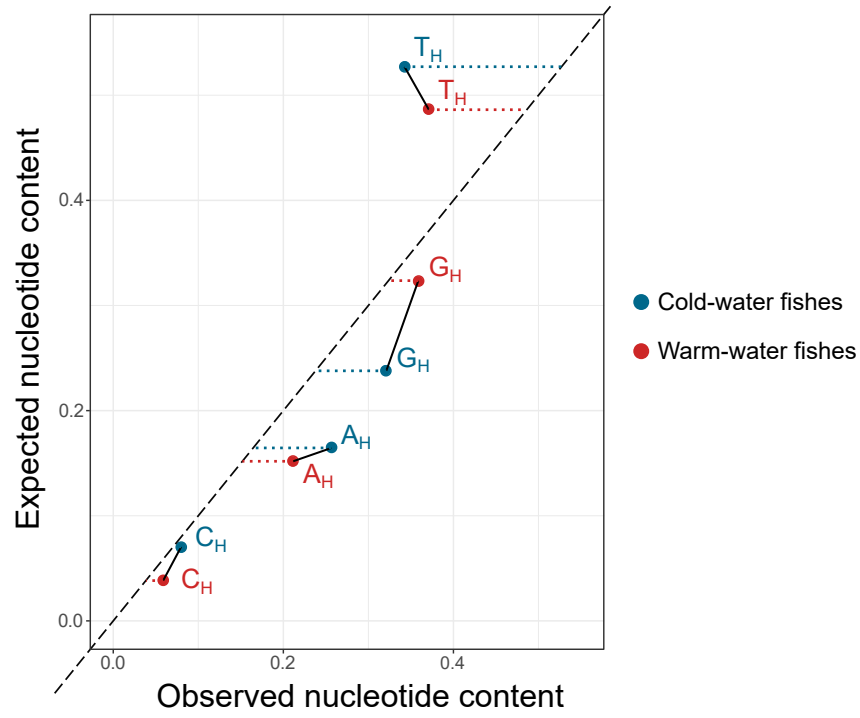 T_H
T_H
0.4
G_H
Cold-water fishes
Warm-water fishes
G_H
0.2
A_H
A_H
C_H
C_H
0.0
0.0 0.2 0.4
Observed nucleotide content
Expected nucleotide content